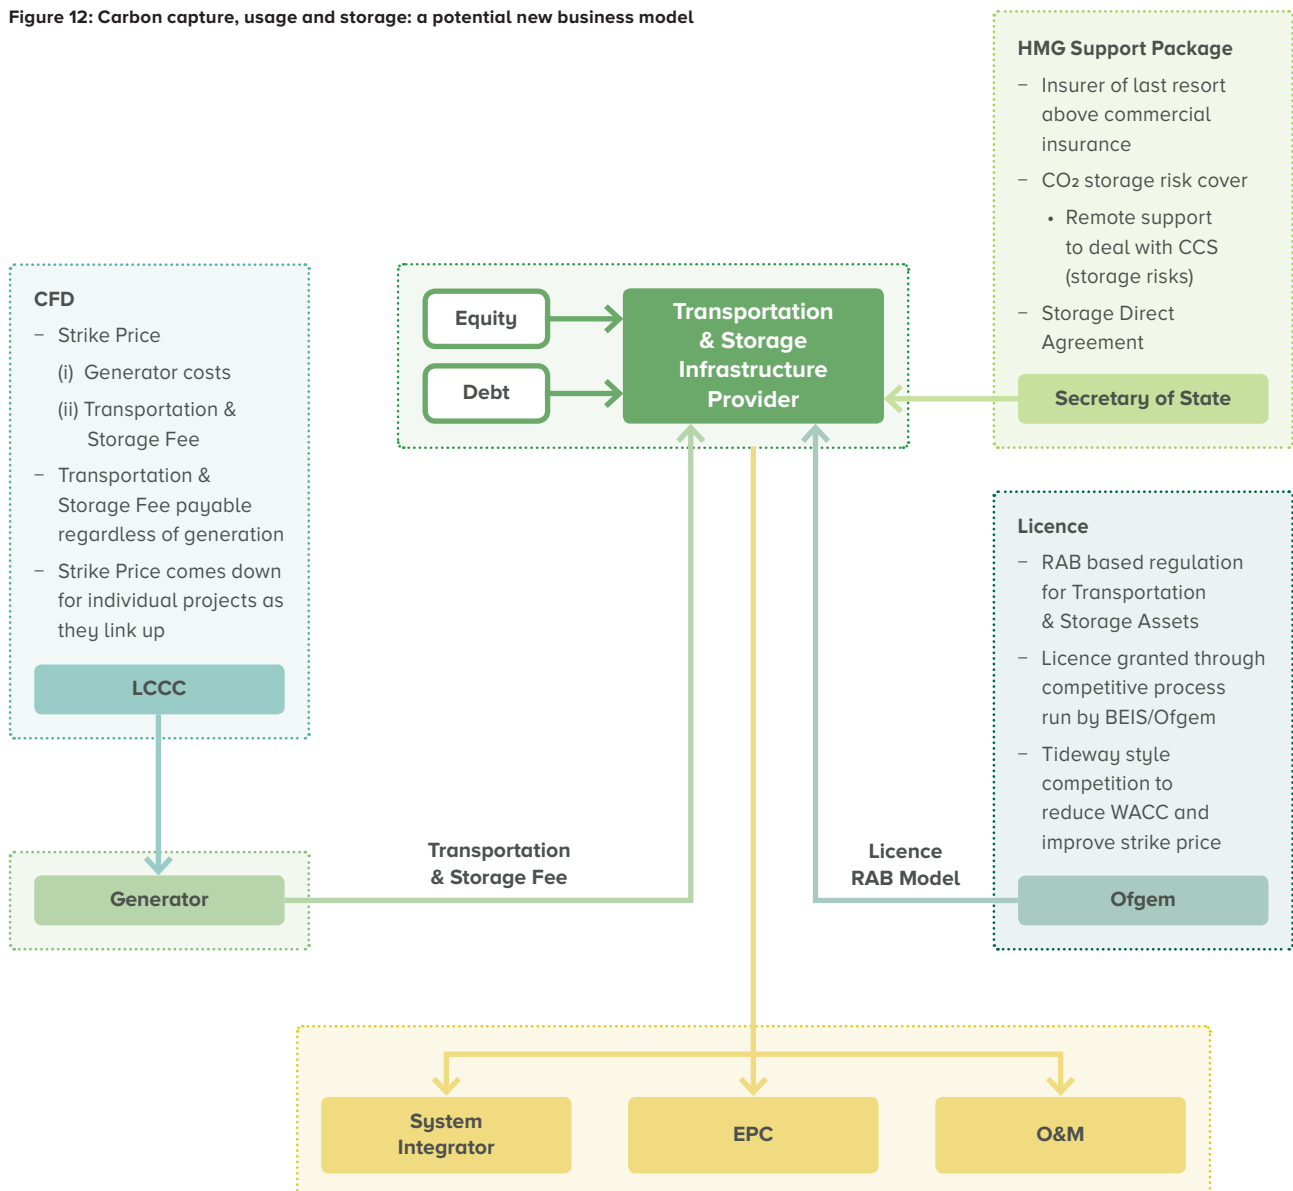 Figure 12: Carbon capture, usage and storage: a potential new business model
HMG Support Package
– Insurer of last resort
above commercial
insurance
– CO₂ storage risk cover
• Remote support
to deal with CCS
(storage risks)
– Storage Direct
Agreement
Secretary of State
CFD
– Strike Price
(i) Generator costs
(ii) Transportation &
Storage Fee
– Transportation &
Storage Fee payable
regardless of generation
– Strike Price comes down
for individual projects as
they link up
LCCC
Equity
Debt
Transportation
& Storage
Infrastructure
Provider
Licence
– RAB based regulation
for Transportation
& Storage Assets
– Licence granted through
competitive process
run by BEIS/Ofgem
– Tideway style
competition to
reduce WACC and
improve strike price
Ofgem
Generator
Transportation
& Storage Fee
Licence
RAB Model
System
Integrator
EPC
O&M